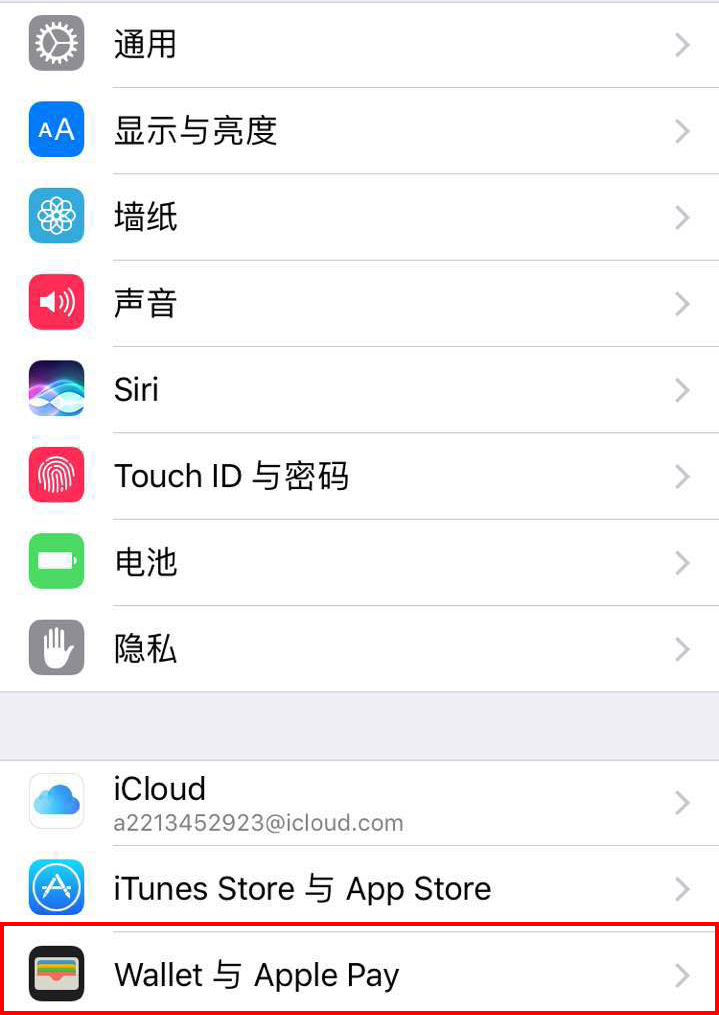 通用
AA
显示与亮度
墙纸
声音
Siri
Touch ID 与密码
电池
隐私
iCloud
a2213452923@icloud.com
iTunes Store 与 App Store
Wallet 与 Apple Pay